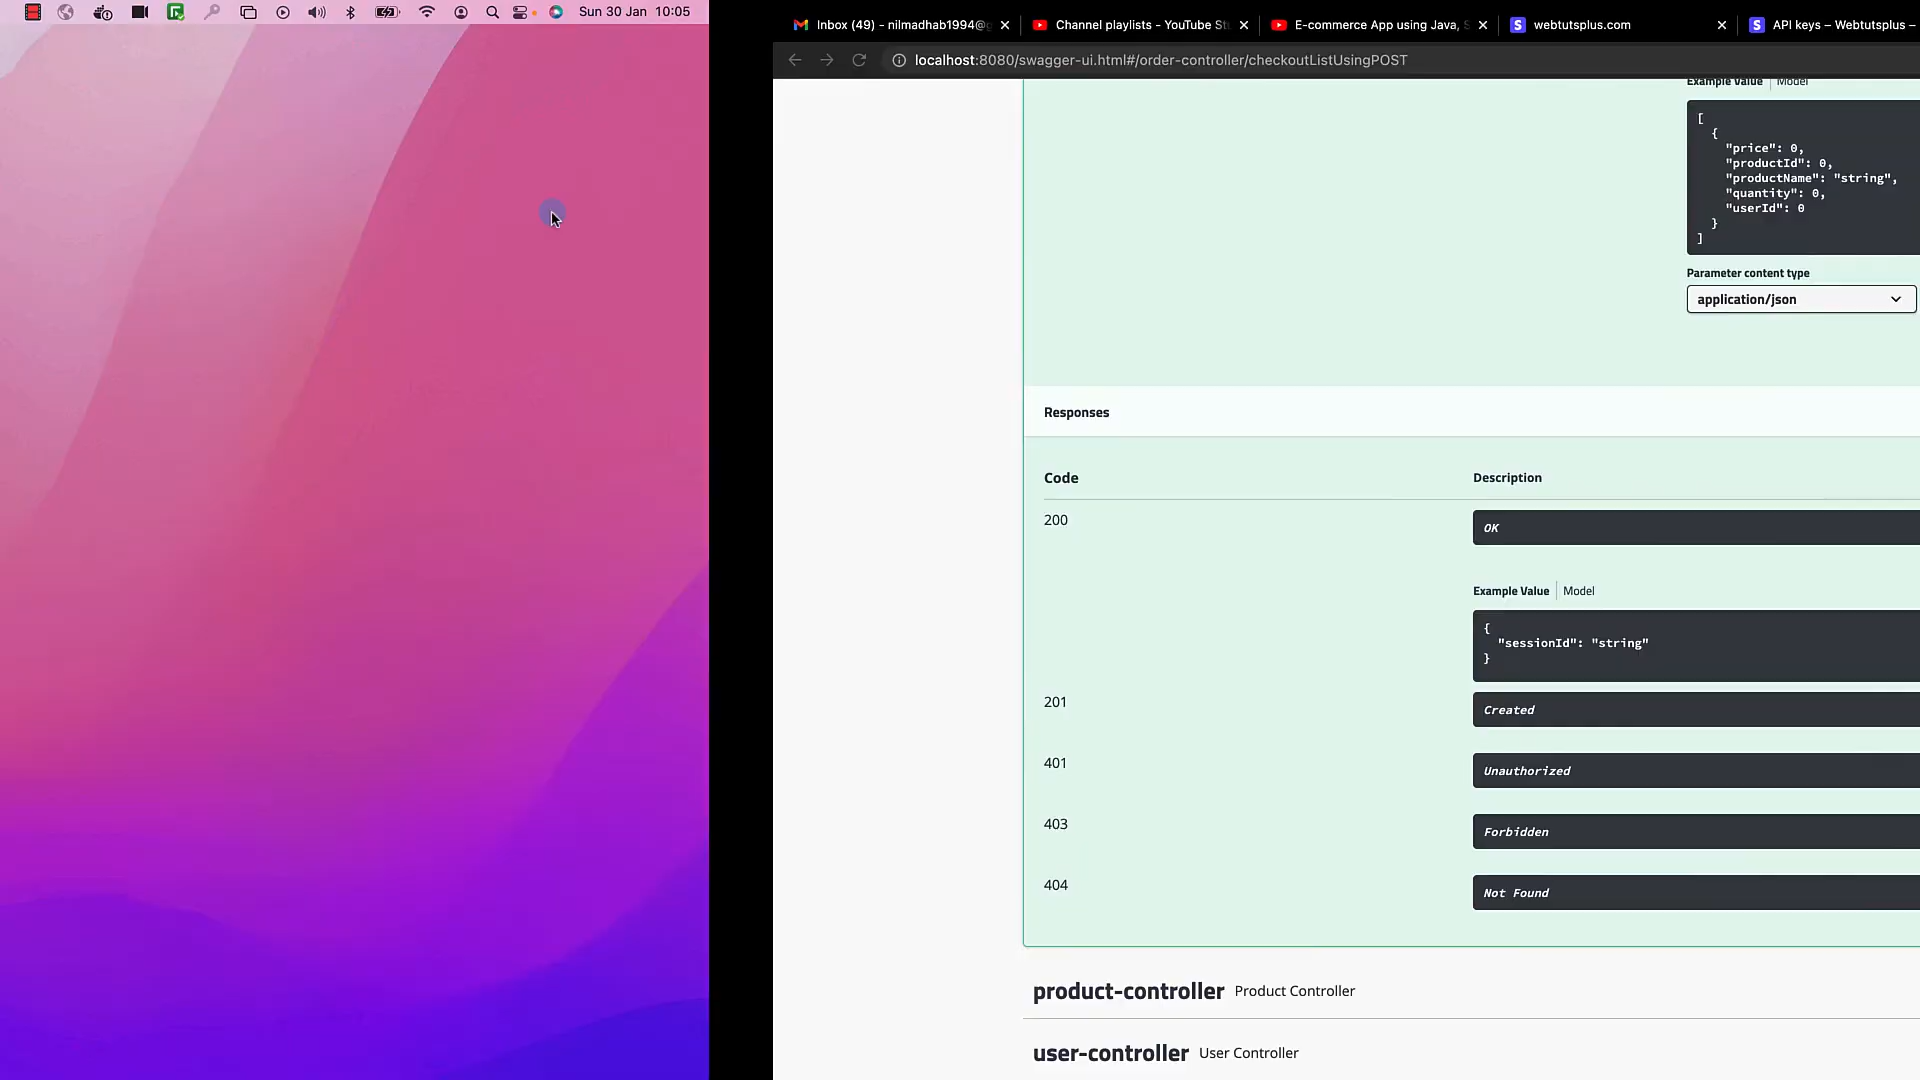 Sun 30 Jan 10:05
Inbox (49) - nilmadhab1994@
Channel playlists - YouTube St
E-commerce App using Java, S
webtutsplus.com
API keys – Webtutsplus –
localhost:8080/swagger-ui.html#/order-controller/checkoutListUsingPOST
Example Value Model
[
{
"price": 0,
"productId": 0,
"productName": "string",
"quantity": 0,
"userId": 0
}
]
Parameter content type
application/json
Responses
Code Description
200 OK
Example Value Model
{
"sessionId": "string"
}
201 Created
401 Unauthorized
403 Forbidden
404 Not Found
product-controller Product Controller
user-controller User Controller